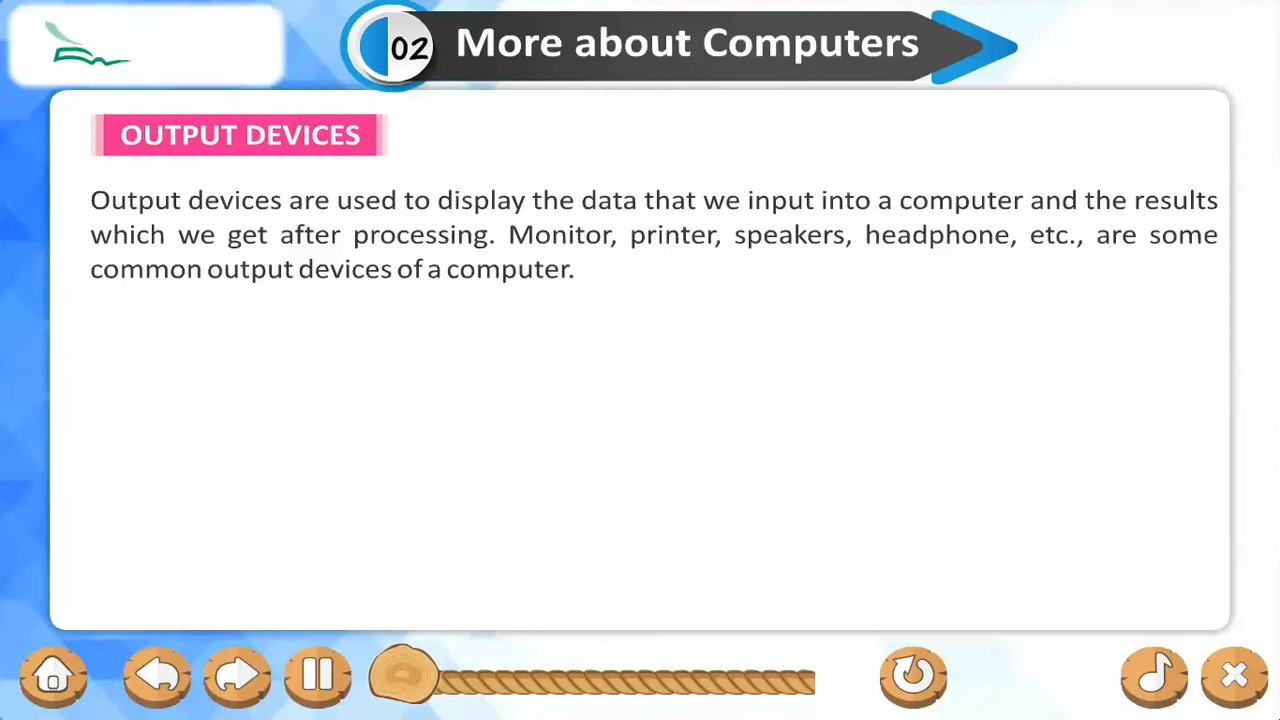 02 More about Computers
OUTPUT DEVICES
Output devices are used to display the data that we input into a computer and the results
which we get after processing. Monitor, printer, speakers, headphone, etc., are some
common output devices of a computer.